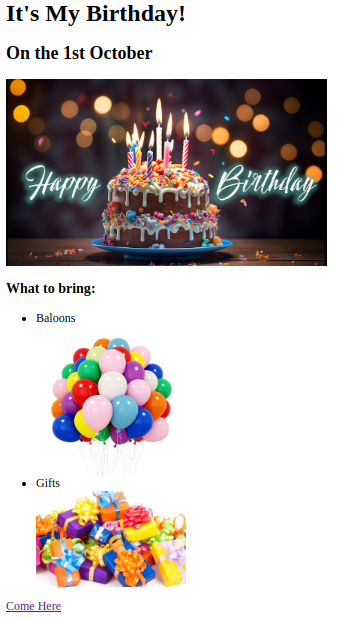 It's My Birthday!
On the 1st October
Happy Birthday
What to bring:
Baloons
Gifts
Come Here